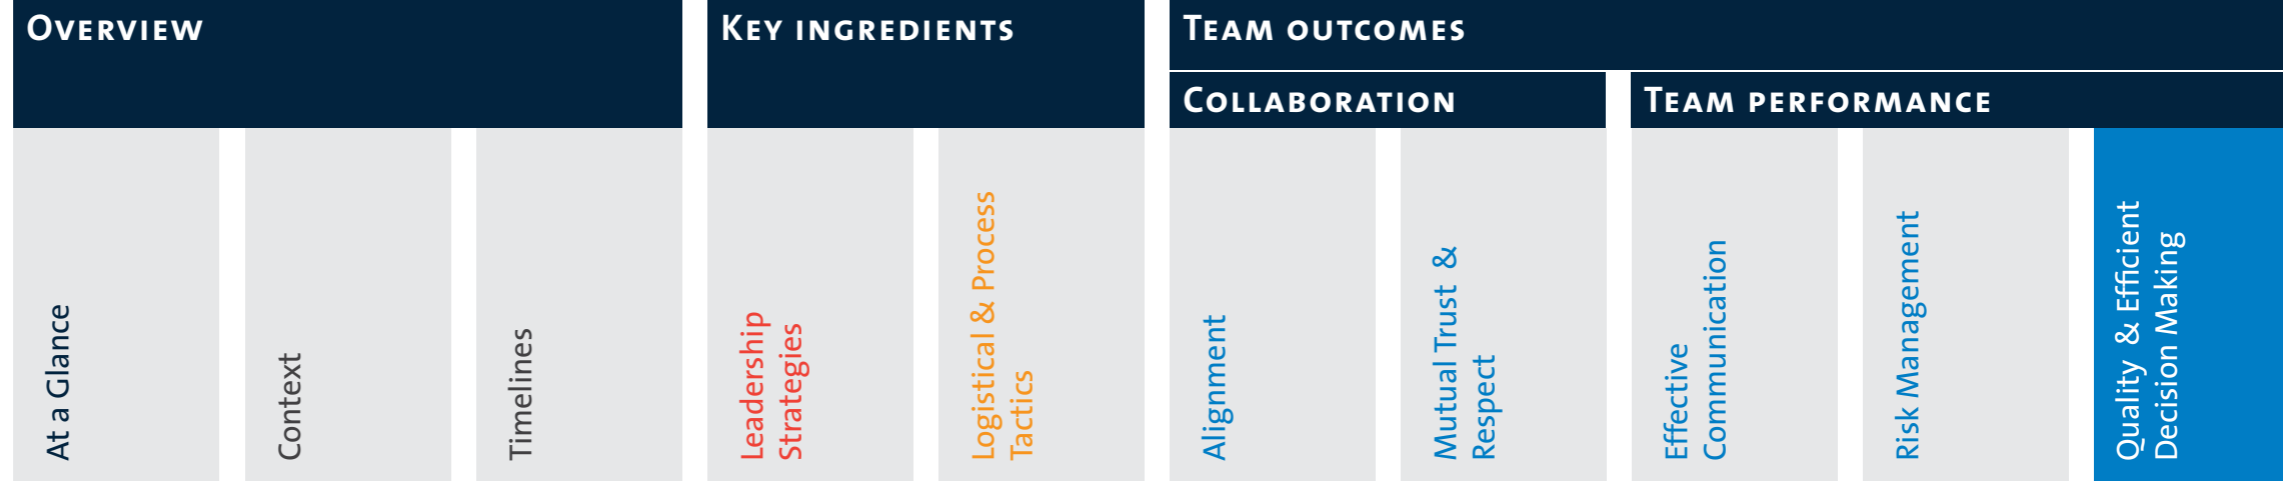 OVERVIEW
KEY INGREDIENTS
TEAM OUTCOMES
COLLABORATION
TEAM PERFORMANCE
At a Glance
Context
Timelines
Leadership
Strategies
Logistical & Process
Tactics
Alignment
Mutual Trust &
Respect
Effective
Communication
Risk Management
Quality & Efficient
Decision Making